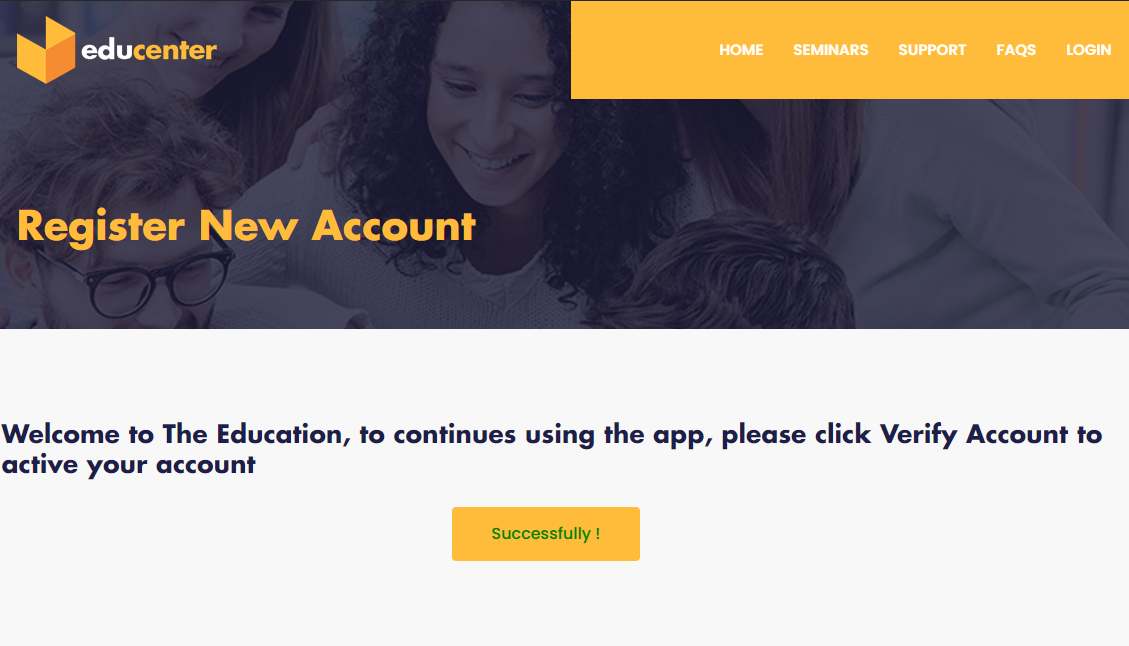 educenter
HOME SEMINARS SUPPORT FAQS LOGIN
Register New Account
Welcome to The Education, to continues using the app, please click Verify Account to
active your account
Successfully !